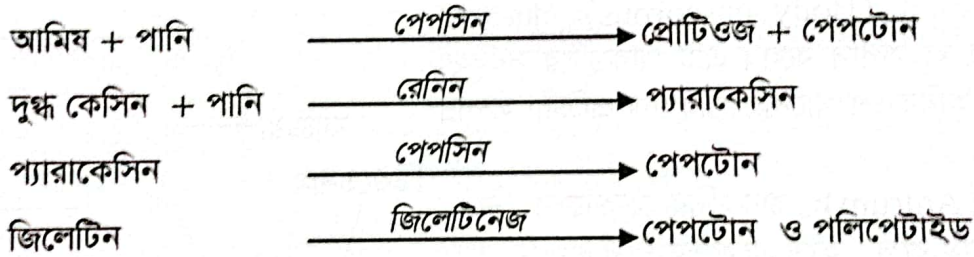 আমিষ + পানি পেপসিন প্রোটিওজ + পেপটোন
দুগ্ধ কেসিন + পানি রেনিন প্যারাকেসিন
প্যারাকেসিন পেপসিন পেপটোন
জিলেটিন জিলেটিনেজ পেপটোন ও পলিপেটাইড